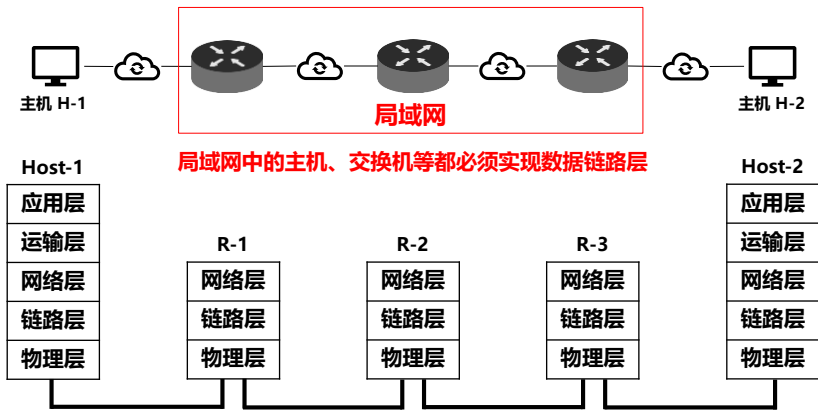 主机 H-1
主机 H-2
局域网
局域网中的主机、交换机等都必须实现数据链路层
Host-1
应用层
运输层
网络层
链路层
物理层
R-1
网络层
链路层
物理层
R-2
网络层
链路层
物理层
R-3
网络层
链路层
物理层
Host-2
应用层
运输层
网络层
链路层
物理层